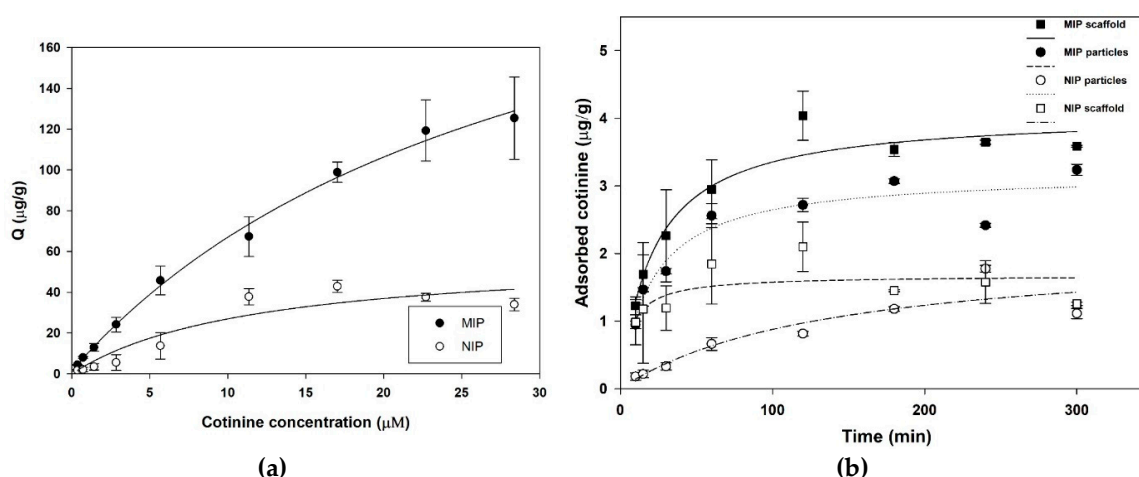 160
140
120
100
80
60
40
20
0
Q (μg/g)
MIP
NIP
0 5 10 15 20 25 30
Cotinine concentration (μM)
(a)
MIP scaffold
MIP particles
NIP particles
NIP scaffold
5
4
3
2
1
0
Adsorbed cotinine (μg/g)
0 100 200 300
Time (min)
(b)